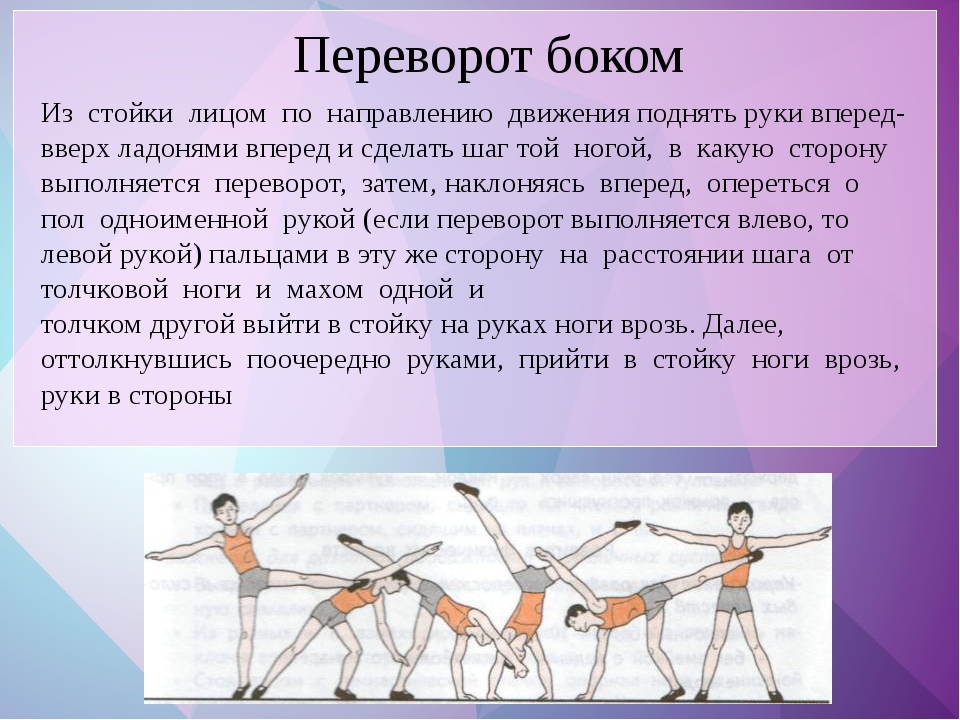 Переворот боком
Из стойки лицом по направлению движения поднять руки вперед-
вверх ладонями вперед и сделать шаг той ногой, в какую сторону
выполняется переворот, затем, наклоняясь вперед, опереться о
пол одноименной рукой (если переворот выполняется влево, то
левой рукой) пальцами в эту же сторону на расстоянии шага от
толчковой ноги и махом одной и
толчком другой выйти в стойку на руках ноги врозь. Далее,
оттолкнувшись поочередно руками, прийти в стойку ноги врозь,
руки в стороны